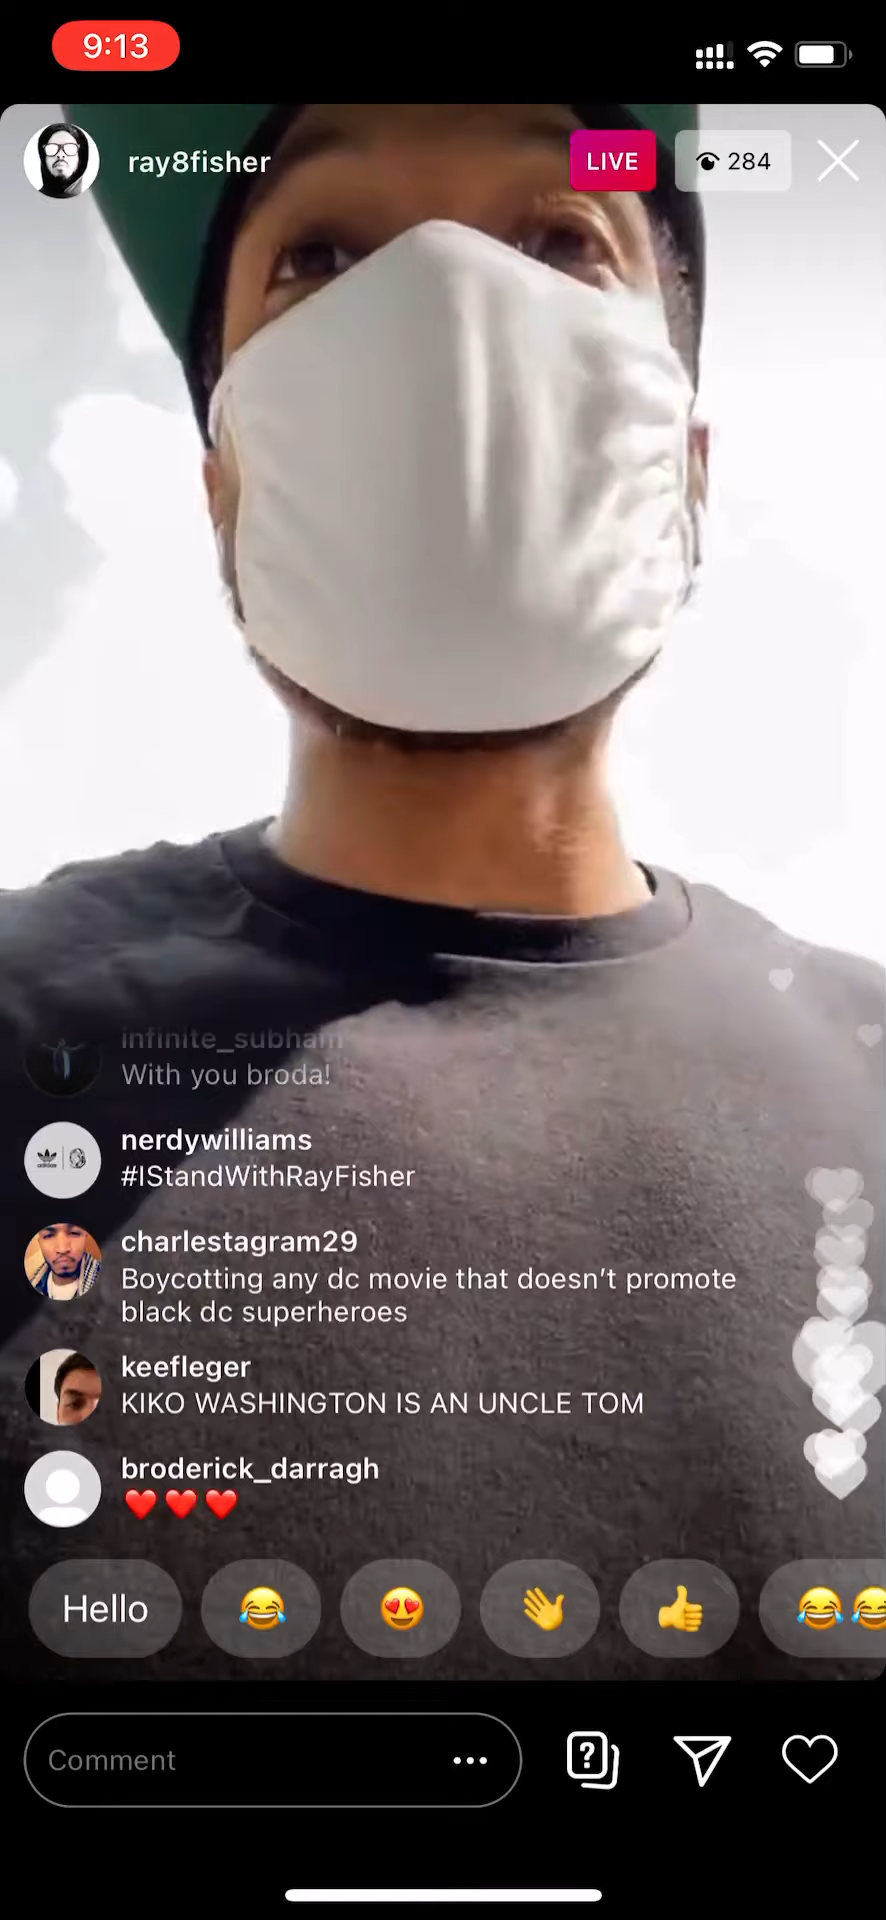 9:13
ray8fisher
LIVE
284
infinite_subham
With you broda!
nerdywilliams
#IStandWithRayFisher
charlestagram29
Boycotting any dc movie that doesn’t promote
black dc superheroes
keefleger
KIKO WASHINGTON IS AN UNCLE TOM
broderick_darragh
❤️❤️❤️
Hello
Comment